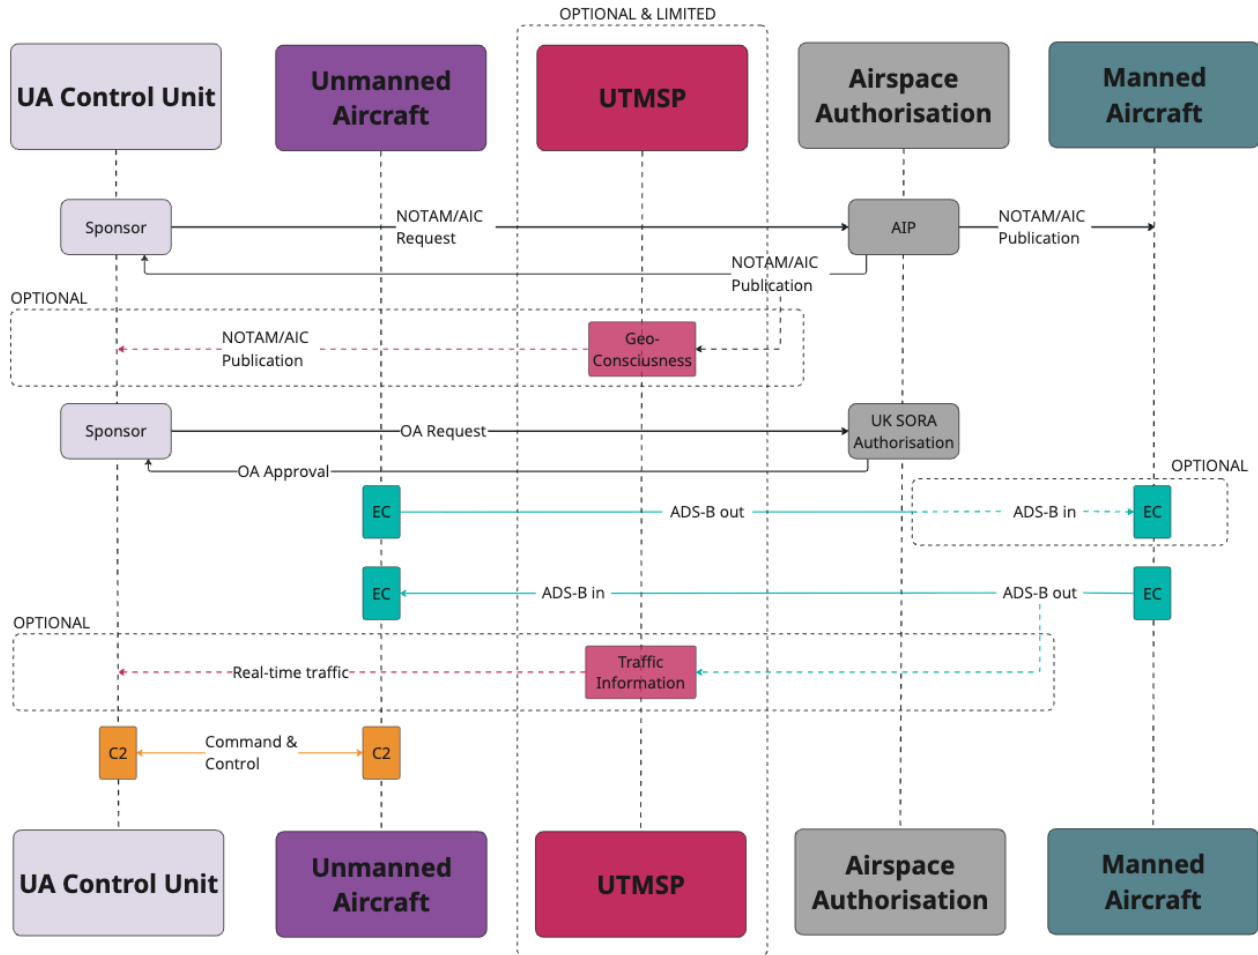 OPTIONAL & LIMITED
UA Control Unit
Unmanned
Aircraft
UTMSP
Airspace
Authorisation
Manned
Aircraft
Sponsor
NOTAM/AIC
Request
AIP
NOTAM/AIC
Publication
NOTAM/AIC
Publication
OPTIONAL
NOTAM/AIC
Publication
Geo-
Consciusness
Sponsor
OA Request
UK SORA
Authorisation
OA Approval
OPTIONAL
EC
ADS-B out
ADS-B in
EC
EC
ADS-B in
ADS-B out
EC
OPTIONAL
Real-time traffic
Traffic
Information
C2
Command &
Control
C2
UA Control Unit
Unmanned
Aircraft
UTMSP
Airspace
Authorisation
Manned
Aircraft